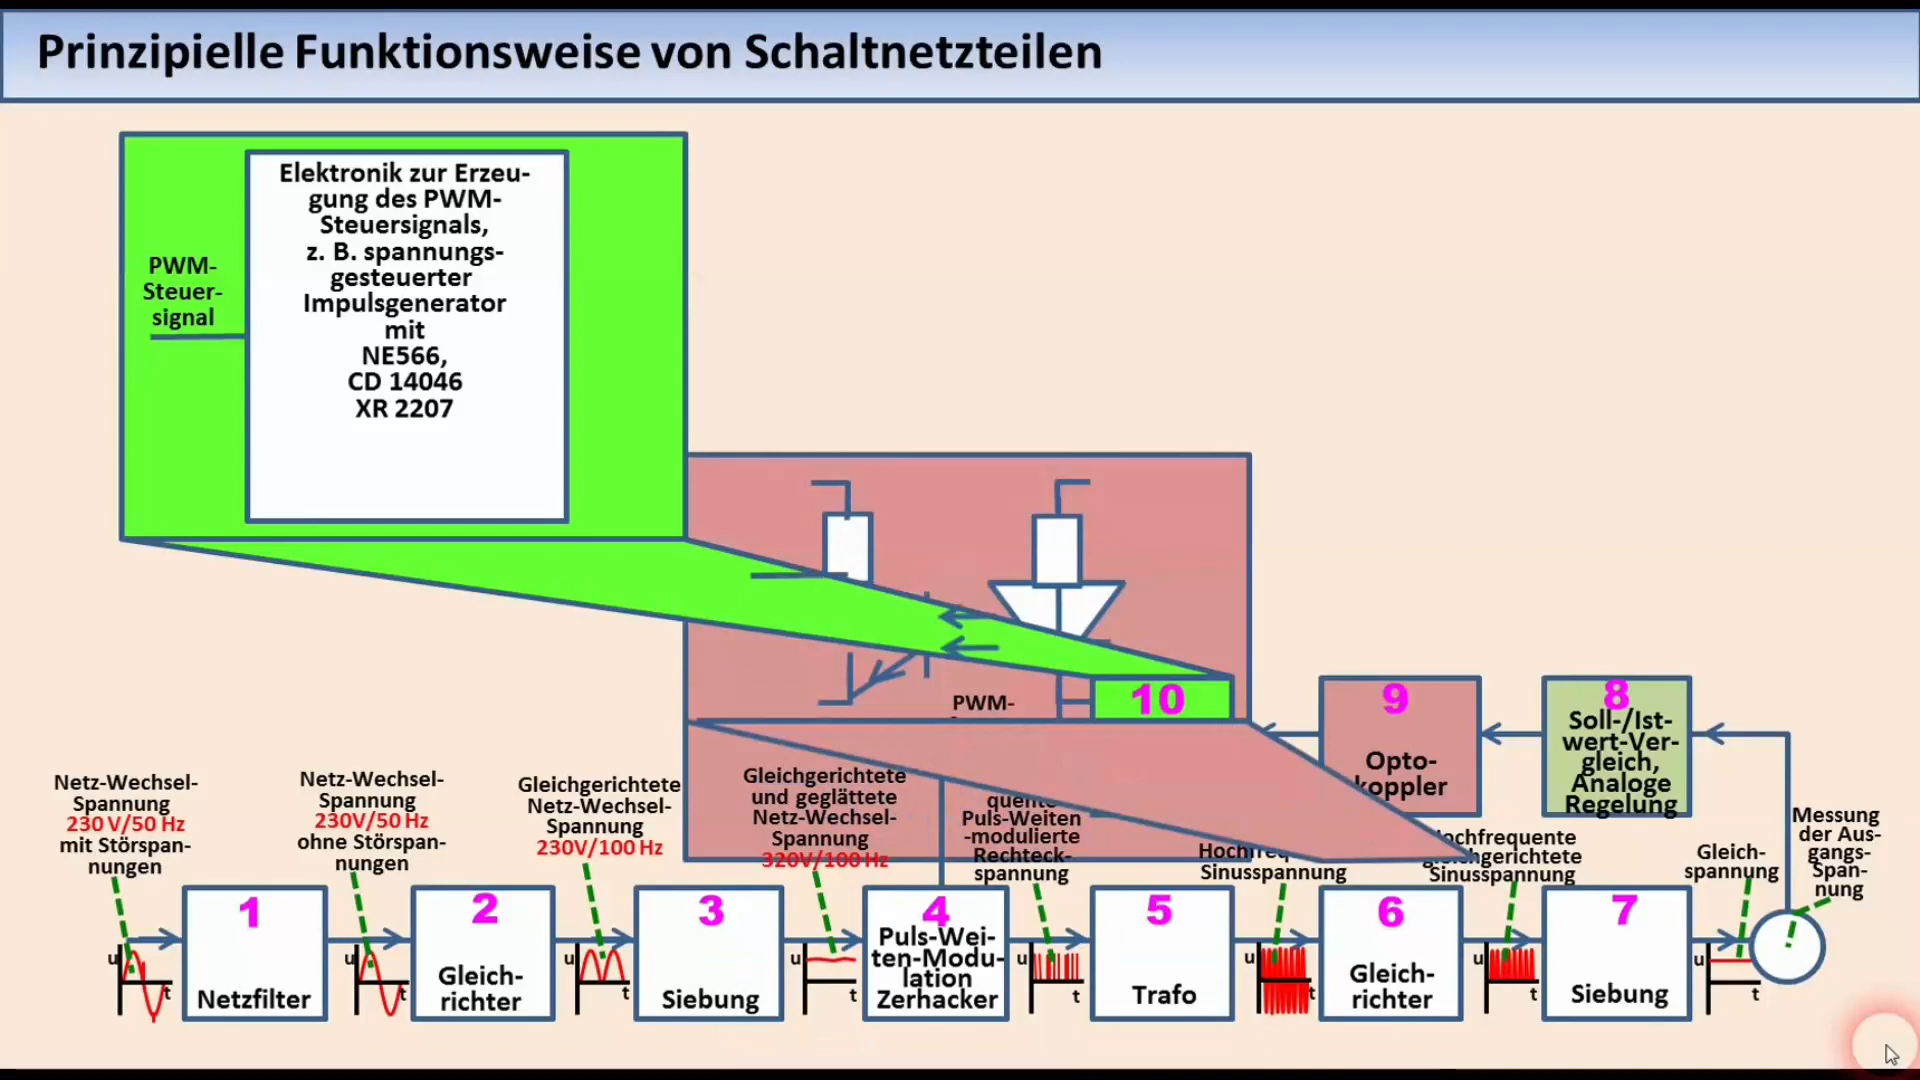 Prinzipielle Funktionsweise von Schaltnetzteilen
Elektronik zur Erzeu-
gung des PWM-
Steuersignals,
z. B. spannungs-
gesteuerter
Impulsgenerator
mit
NE566,
CD 14046
XR 2207
PWM-
Steuer-
signal
PWM-
10
9
Opto-
koppler
8
Soll-/Ist-
wert-Ver-
gleich,
Analoge
Regelung
Netz-Wechsel-
Spannung
230 V/50 Hz
mit Störspan-
nungen
Netz-Wechsel-
Spannung
230V/50 Hz
ohne Störspan-
nungen
Gleichgerichtete
Netz-Wechsel-
Spannung
230V/100 Hz
Gleichgerichtete
und geglättete
Netz-Wechsel-
Spannung
320V/100 Hz
quente
Puls-Weiten
-modulierte
Rechteck-
spannung
Sinusspannung
Hochfrequente
gleichgerichtete
Sinusspannung
Gleich-
spannung
Messung
der Aus-
gangs-
Span-
nung
u
t
1
Netzfilter
u
t
2
Gleich-
richter
u
t
3
Siebung
u
t
4
Puls-Wei-
ten-Modu-
lation
Zerhacker
u
t
5
Trafo
u
t
6
Gleich-
richter
u
t
7
Siebung
u
t